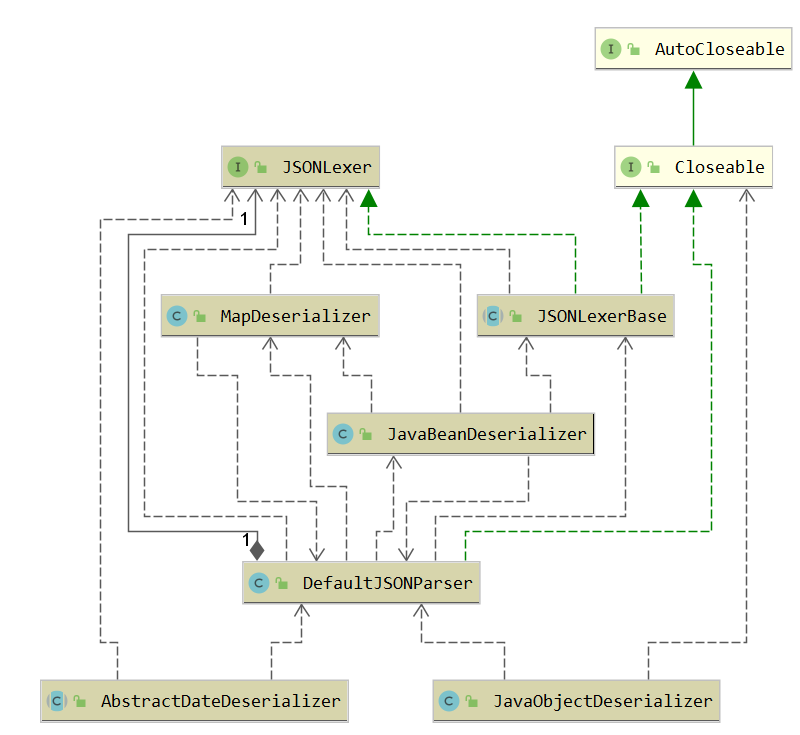 I AutoCloseable
I JSONLexer
I Closeable
1
C MapDeserializer
C JSONLexerBase
C JavaBeanDeserializer
1
C DefaultJSONParser
C AbstractDateDeserializer
C JavaObjectDeserializer